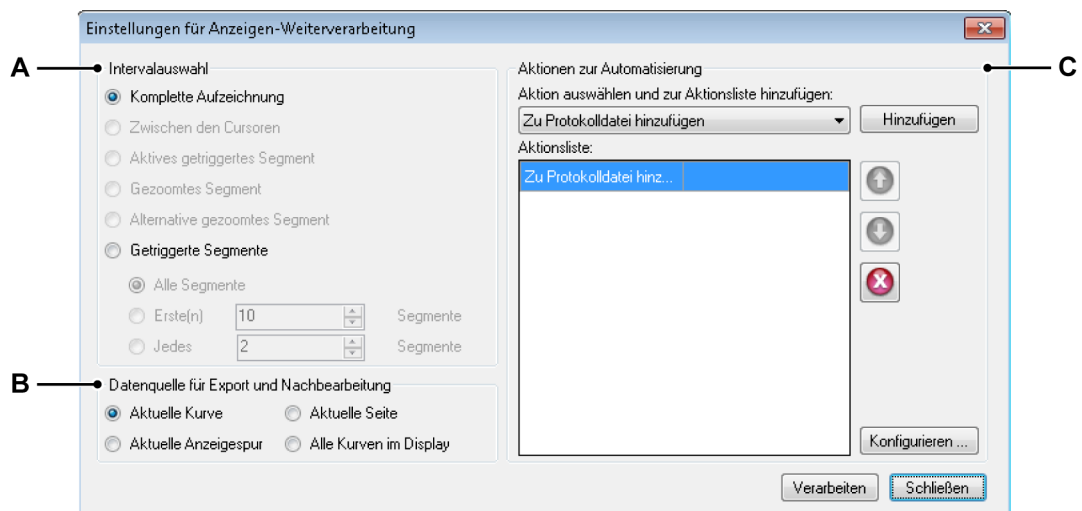 Einstellungen für Anzeigen-Weiterverarbeitung
A
Intervalauswahl
Komplette Aufzeichnung
Zwischen den Cursoren
Aktives getriggertes Segment
Gezoomtes Segment
Alternative gezoomtes Segment
Getriggerte Segmente
Alle Segmente
Erste(n) 10 Segmente
Jedes 2 Segmente
B
Datenquelle für Export und Nachbearbeitung
Aktuelle Kurve Aktuelle Seite
Aktuelle Anzeigespur Alle Kurven im Display
C
Aktionen zur Automatisierung
Aktion auswählen und zur Aktionsliste hinzufügen:
Zu Protokolldatei hinzufügen Hinzufügen
Aktionsliste:
Zu Protokolldatei hinz...
Konfigurieren ...
Verarbeiten Schließen